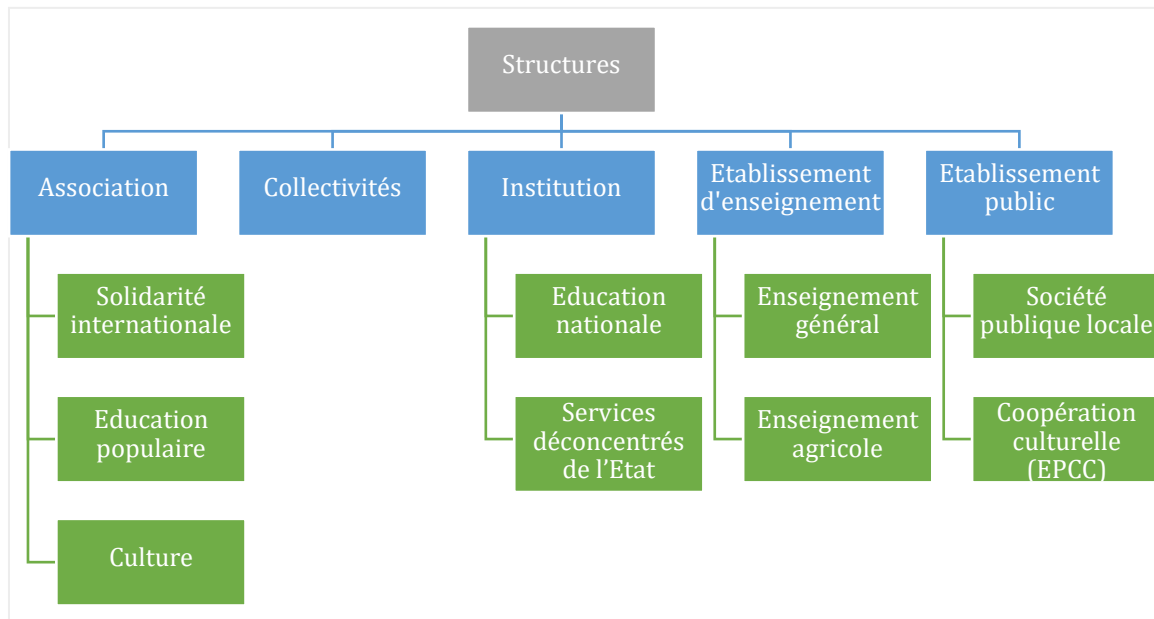 Structures
Association
Collectivités
Institution
Etablissement
d'enseignement
Etablissement
public
Solidarité
internationale
Education
populaire
Culture
Education
nationale
Services
déconcentrés
de l’Etat
Enseignement
général
Enseignement
agricole
Société
publique locale
Coopération
culturelle
(EPCC)